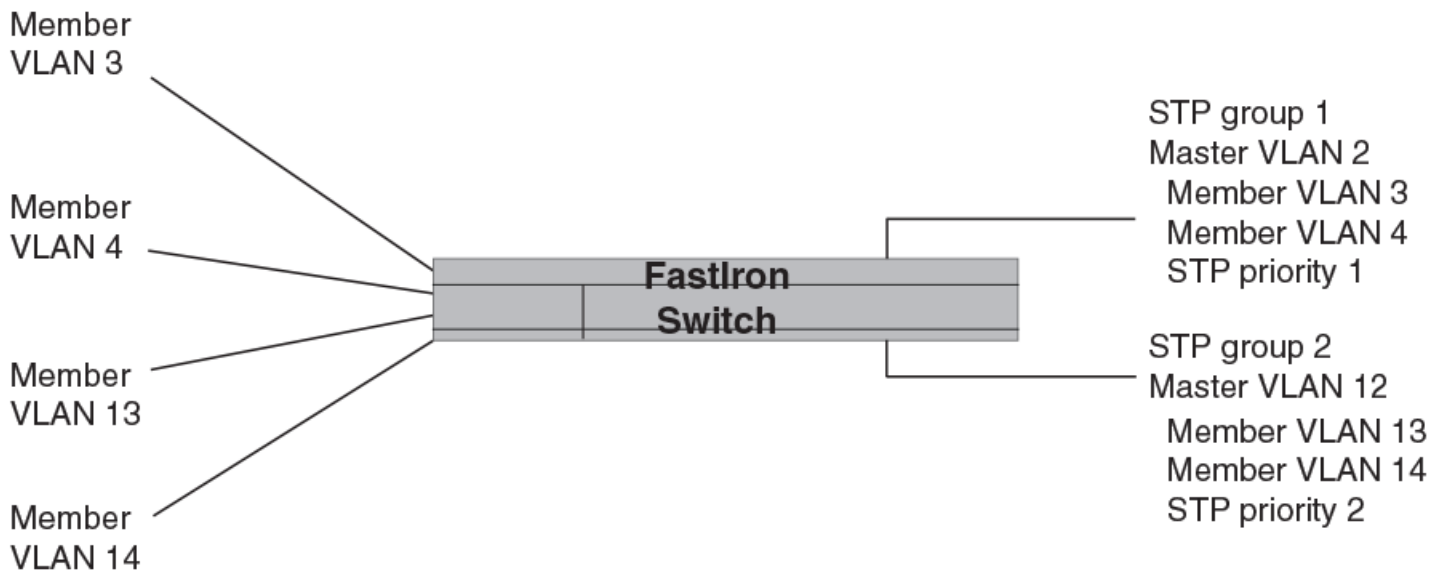 Member
VLAN 3
Member
VLAN 4
Member
VLAN 13
Member
VLAN 14
FastIron
Switch
STP group 1
Master VLAN 2
Member VLAN 3
Member VLAN 4
STP priority 1
STP group 2
Master VLAN 12
Member VLAN 13
Member VLAN 14
STP priority 2